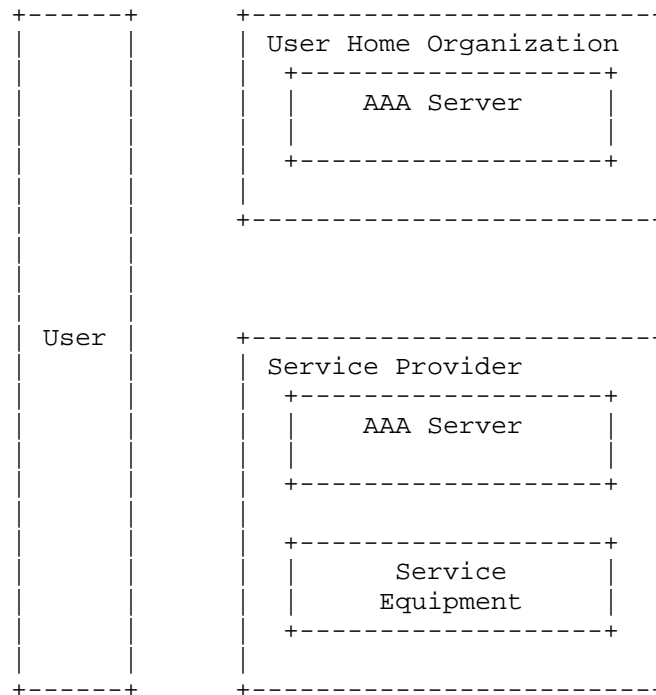 User Home Organization
AAA Server
User
Service Provider
AAA Server
Service
Equipment